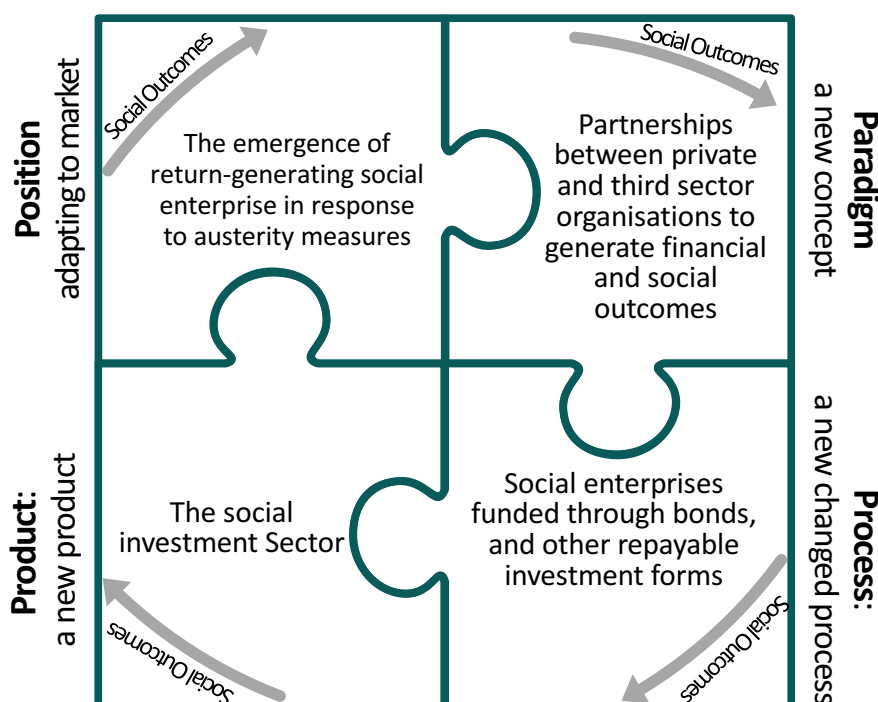 Position
adapting to market
Social Outcomes
The emergence of
return-generating social
enterprise in response
to austerity measures
Social Outcomes
Partnerships
between private
and third sector
organisations to
generate financial
and social
outcomes
Paradigm
a new concept
Product:
a new product
The social
investment Sector
Social Outcomes
Social enterprises
funded through bonds,
and other repayable
investment forms
Social Outcomes
Process:
a new changed process